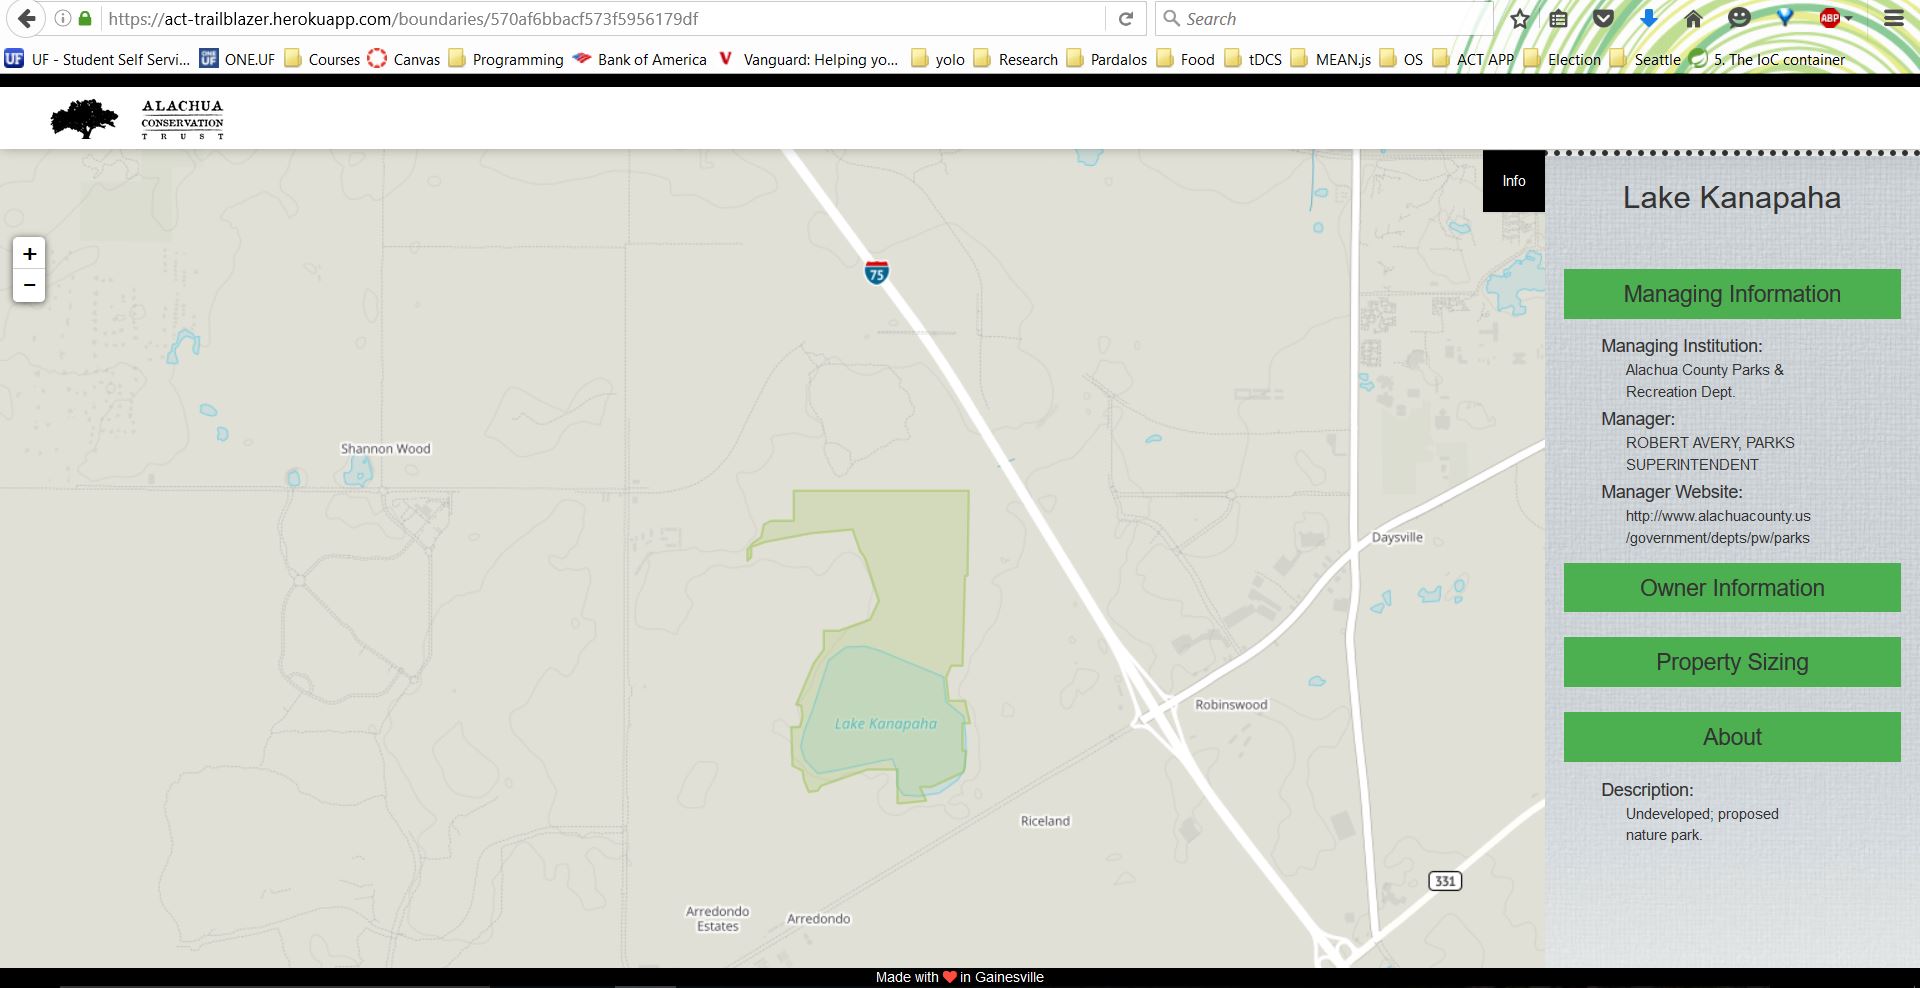 https://act-trailblazer.herokuapp.com/boundaries/570af6bbacf573f5956179df
Search
ABP
UF UF - Student Self Servi... ONE UF ONE.UF Courses Canvas Programming Bank of America V Vanguard: Helping yo... yolo Research Pardalos Food tDCS MEAN.js OS ACT APP Election Seattle 5. The IoC container
ALACHUA
CONSERVATION
TRUST
Info
+
−
75
Shannon Wood
Daysville
Robinswood
Lake Kanapaha
Riceland
331
Arredondo
Estates
Arredondo
Lake Kanapaha
Managing Information
Managing Institution:
Alachua County Parks &
Recreation Dept.
Manager:
ROBERT AVERY, PARKS
SUPERINTENDENT
Manager Website:
http://www.alachuacounty.us
/government/depts/pw/parks
Owner Information
Property Sizing
About
Description:
Undeveloped; proposed
nature park.
Made with ❤ in Gainesville